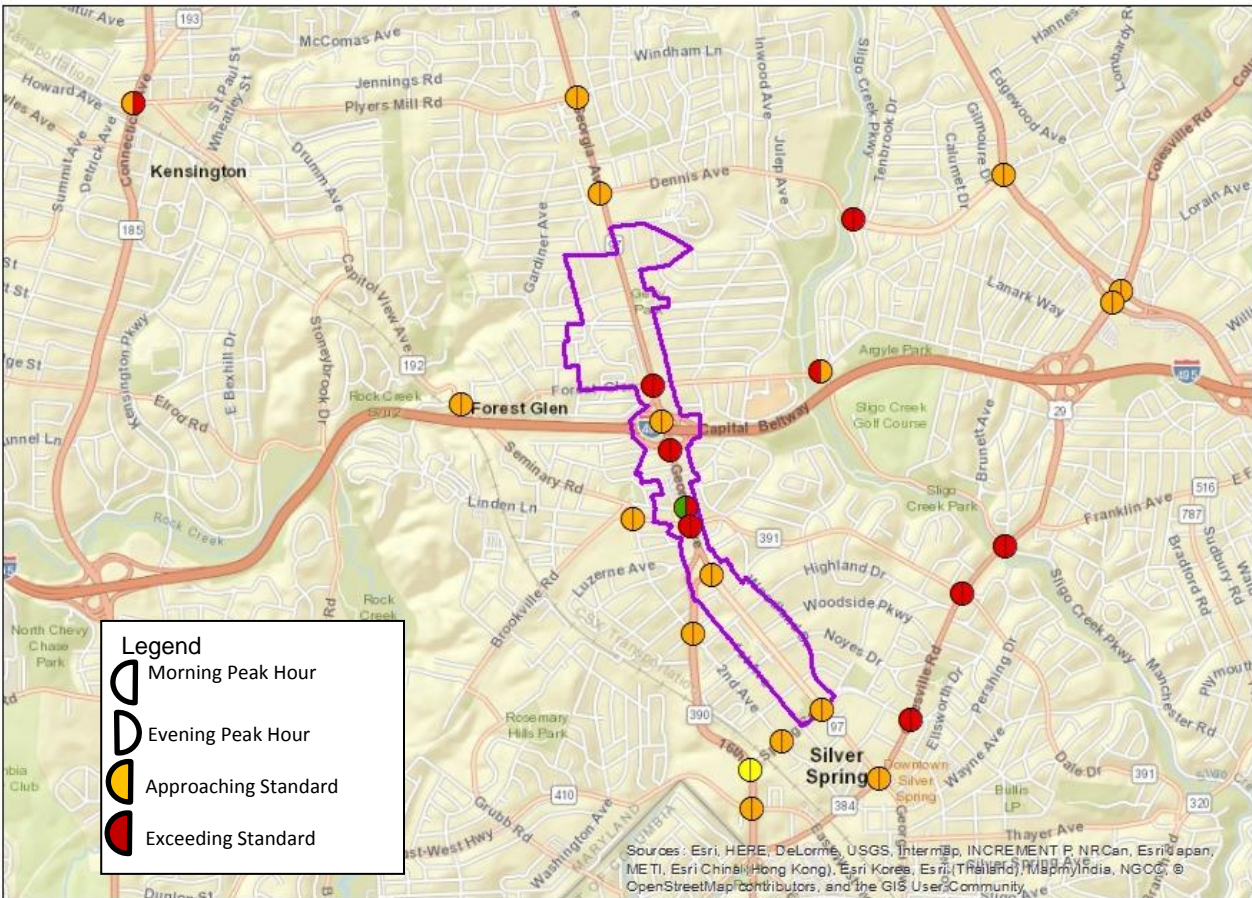 193
McComas Ave
Windham Ln
Inwood Ave
Sligo Creek Pkwy
Tenbrook Dr
Edgewood Ave
Howard Ave
St Paul St
Wheatley St
Jennings Rd
Plyers Mill Rd
Georgia
Gilmoure Dr
Calumet Dr
Colesville Rd
Julep Ave
Summit Ave
Detrick Ave
Connecticut Ave
Kensington
Drumm Ave
Dennis Ave
Lorain Ave
185
Gardiner Ave
Capitol View Ave
Lanark Way
Kensington Pkwy
E Bexhill Dr
Stoneybrook Dr
192
Argyle Park
495
Elrod Rd
Rock Creek
Forest Glen
Capital Beltway
29
Sligo Creek
Golf Course
Brunett Ave
Seminary Rd
Linden Ln
Sligo
Creek Park
Franklin Ave
516
787
Rock Creek
391
Bradford Rd
Sudbury Rd
Luzerne Ave
Highland Dr
Brookville Rd
Woodside Pkwy
Rock
Creek
CSX Transportation
Noyes Dr
Sligo Creek Pkwy
North Chevy
Chase
Park
2nd Ave
Ellsworth Dr
Pershing Dr
Manchester Rd
Rosemary
Hills Park
390
97
Silver
Spring
Wayne Ave
Dale Dr
391
Downtown
Silver
Spring
Bullis
LP
320
410
384
Grubb Rd
Washington Ave
Thayer Ave
Silver Spring Ave
Legend
Morning Peak Hour
Evening Peak Hour
Approaching Standard
Exceeding Standard
Sources: Esri, HERE, DeLorme, USGS, Intermap, INCREMENT P, NRCan, Esri Japan,
METI, Esri China (Hong Kong), Esri Korea, Esri (Thailand), MapmyIndia, NGCC, ©
OpenStreetMap contributors, and the GIS User Community